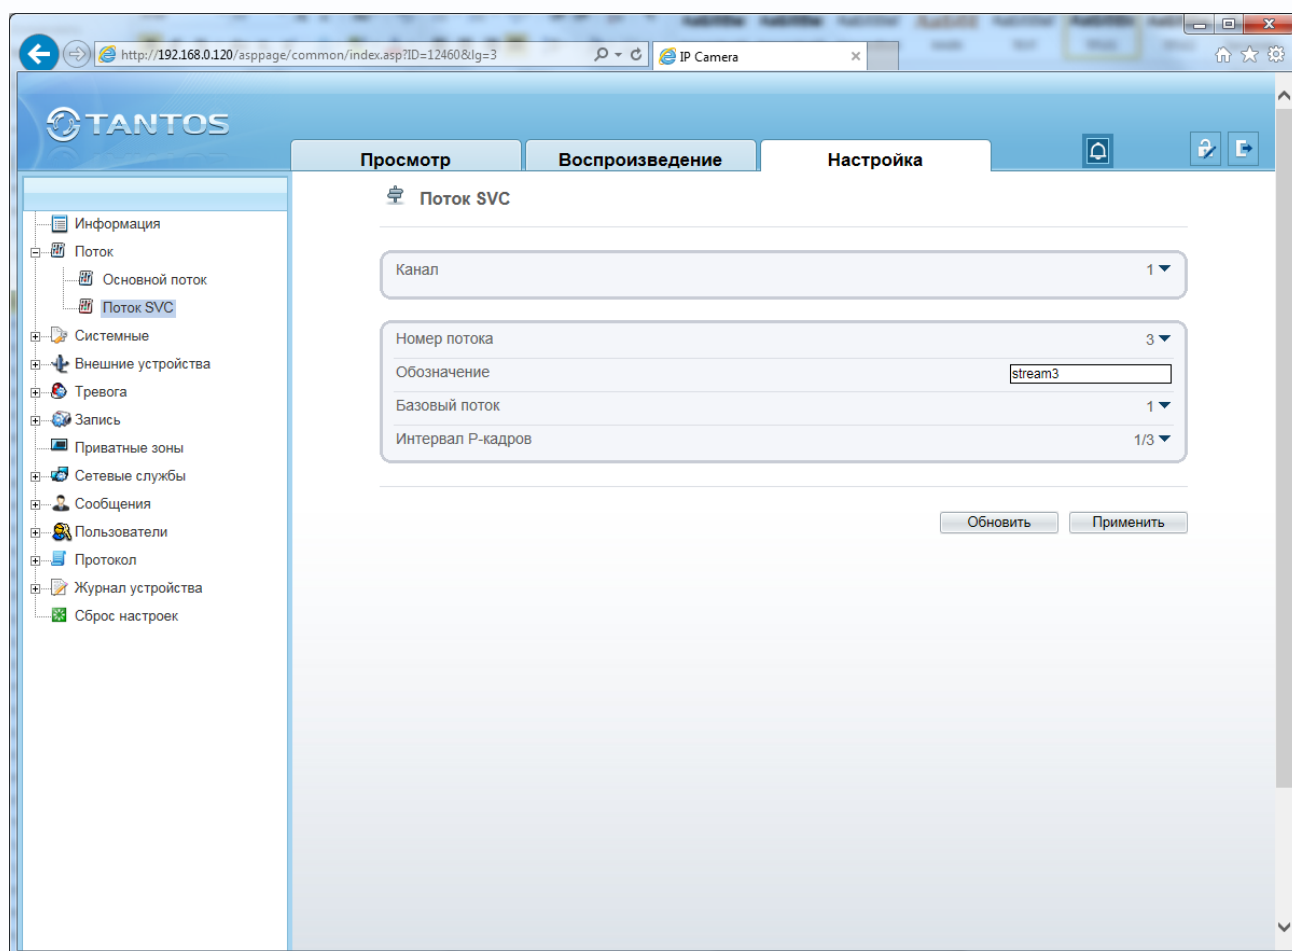 http://192.168.0.120/asppage/common/index.asp?ID=12460&lg=3
IP Camera
TANTOS
Просмотр
Воспроизведение
Настройка
Поток SVC
Информация
Поток
Основной поток
Поток SVC
Системные
Внешние устройства
Тревога
Запись
Приватные зоны
Сетевые службы
Сообщения
Пользователи
Протокол
Журнал устройства
Сброс настроек
Канал 1
Номер потока 3
Обозначение stream3
Базовый поток 1
Интервал P-кадров 1/3
Обновить Применить